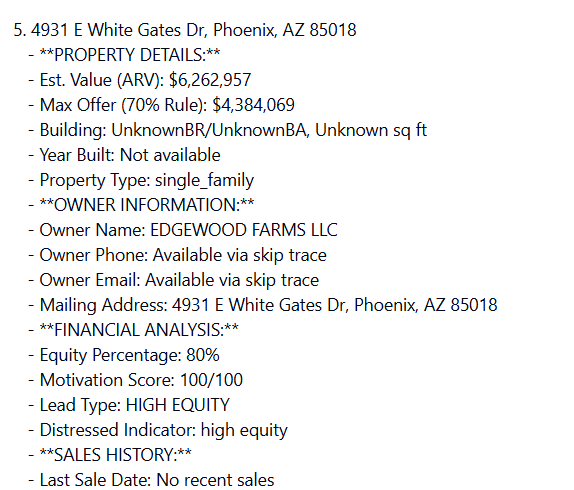 5. 4931 E White Gates Dr, Phoenix, AZ 85018
- **PROPERTY DETAILS:**
- Est. Value (ARV): $6,262,957
- Max Offer (70% Rule): $4,384,069
- Building: UnknownBR/UnknownBA, Unknown sq ft
- Year Built: Not available
- Property Type: single_family
- **OWNER INFORMATION:**
- Owner Name: EDGEWOOD FARMS LLC
- Owner Phone: Available via skip trace
- Owner Email: Available via skip trace
- Mailing Address: 4931 E White Gates Dr, Phoenix, AZ 85018
- **FINANCIAL ANALYSIS:**
- Equity Percentage: 80%
- Motivation Score: 100/100
- Lead Type: HIGH EQUITY
- Distressed Indicator: high equity
- **SALES HISTORY:**
- Last Sale Date: No recent sales